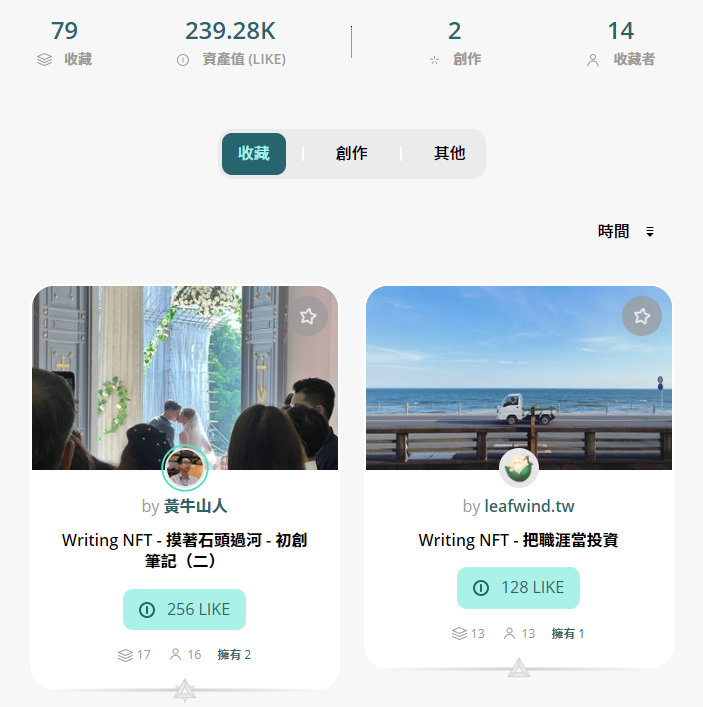 79
收藏
239.28K
資產值 (LIKE)
2
創作
14
收藏者
收藏
創作
其他
時間
by 黃牛山人
Writing NFT - 摸著石頭過河 - 初創
筆記（二）
256 LIKE
17 16 擁有 2
by leafwind.tw
Writing NFT - 把職涯當投資
128 LIKE
13 13 擁有 1